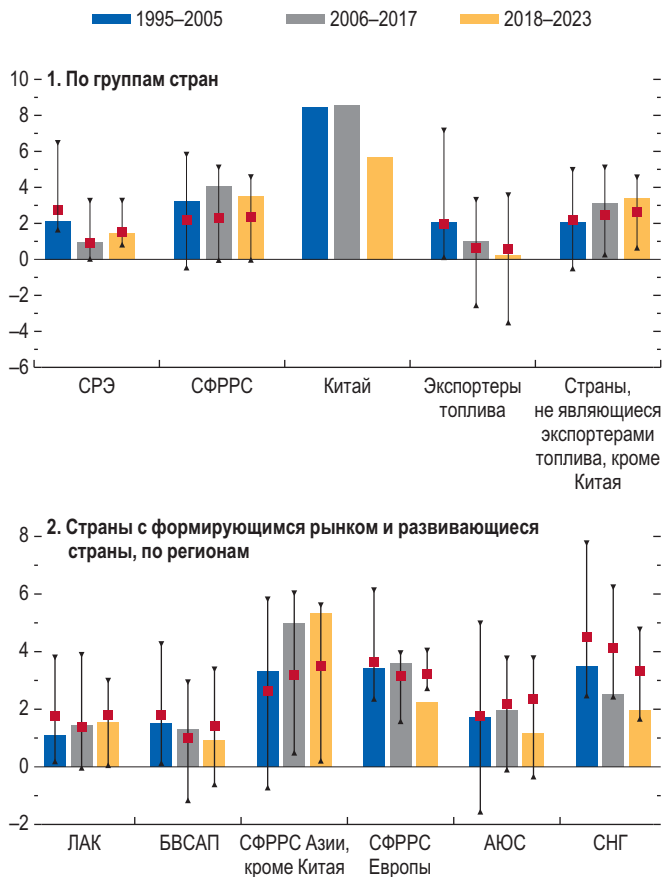 1995–2005 2006–2017 2018–2023
1. По группам стран
10
8
6
4
2
0
–2
–4
–6
СРЭ СФРРС Китай Экспортеры топлива Страны, не являющиеся экспортерами топлива, кроме Китая
2. Страны с формирующимся рынком и развивающиеся
страны, по регионам
8
6
4
2
0
–2
ЛАК БВСАП СФРРС Азии, кроме Китая СФРРС Европы АЮС СНГ